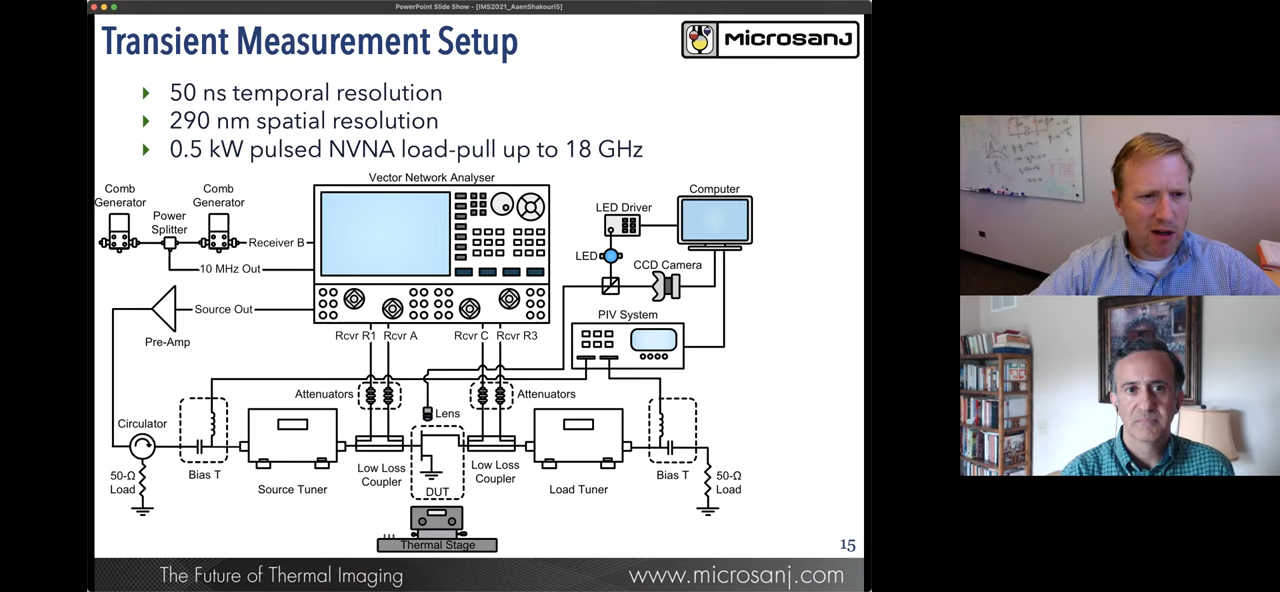 PowerPoint Slide Show - [IMS2021_AaenShakouri5]
Transient Measurement Setup
MICROSANJ
50 ns temporal resolution
290 nm spatial resolution
0.5 kW pulsed NVNA load-pull up to 18 GHz
Vector Network Analyser
Comb
Generator
Comb
Generator
Power
Splitter
Receiver B
10 MHz Out
Source Out
Pre-Amp
Computer
LED Driver
LED
CCD Camera
PIV System
Rcvr R1
Rcvr A
Rcvr C
Rcvr R3
Attenuators
Attenuators
Lens
Circulator
50-Ω
Load
Bias T
Source Tuner
Low Loss
Coupler
DUT
Low Loss
Coupler
Load Tuner
Bias T
50-Ω
Load
Thermal Stage
15
The Future of Thermal Imaging
www.microsanj.com